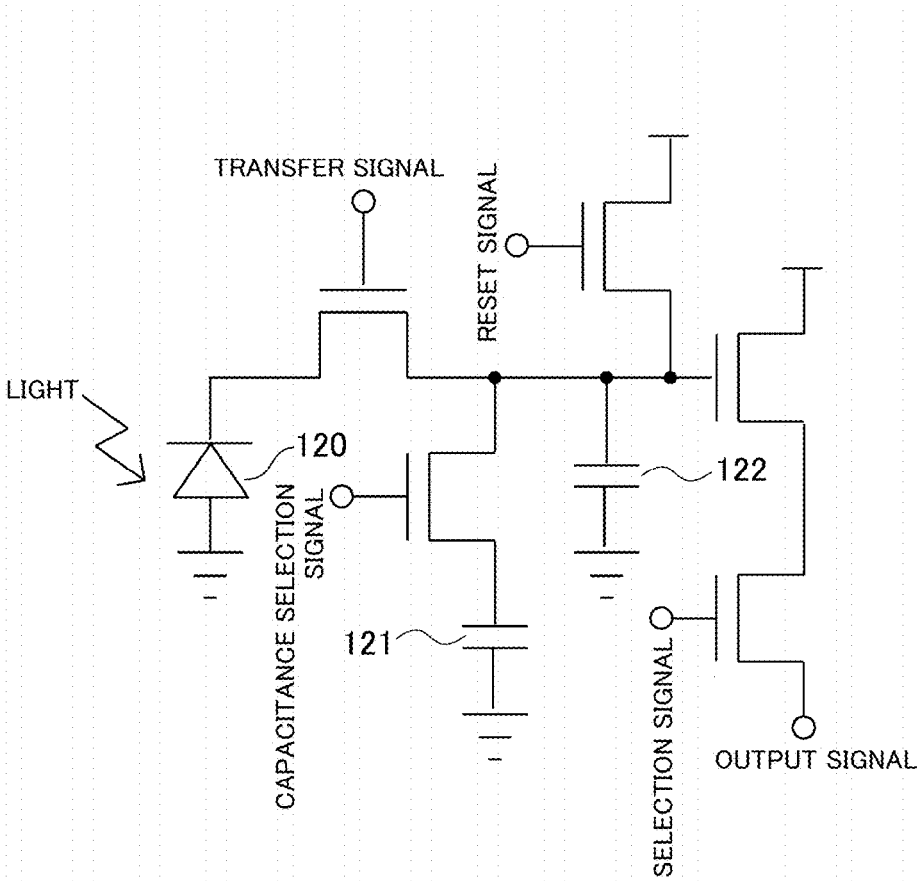 TRANSFER SIGNAL
RESET SIGNAL
LIGHT
120
122
CAPACITANCE SELECTION
SIGNAL
121
SELECTION SIGNAL
OUTPUT SIGNAL